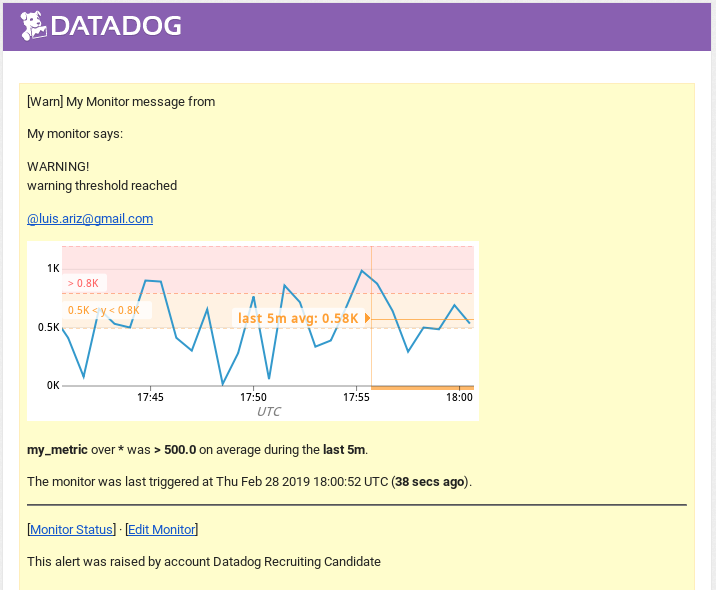 DATADOG
[Warn] My Monitor message from
My monitor says:
WARNING!
warning threshold reached
@luis.ariz@gmail.com
1K
> 0.8K
0.5K < y < 0.8K
last 5m avg: 0.58K
0.5K
0K
17:45 17:50 17:55 18:00
UTC
my_metric over * was > 500.0 on average during the last 5m.
The monitor was last triggered at Thu Feb 28 2019 18:00:52 UTC (38 secs ago).
[Monitor Status] · [Edit Monitor]
This alert was raised by account Datadog Recruiting Candidate